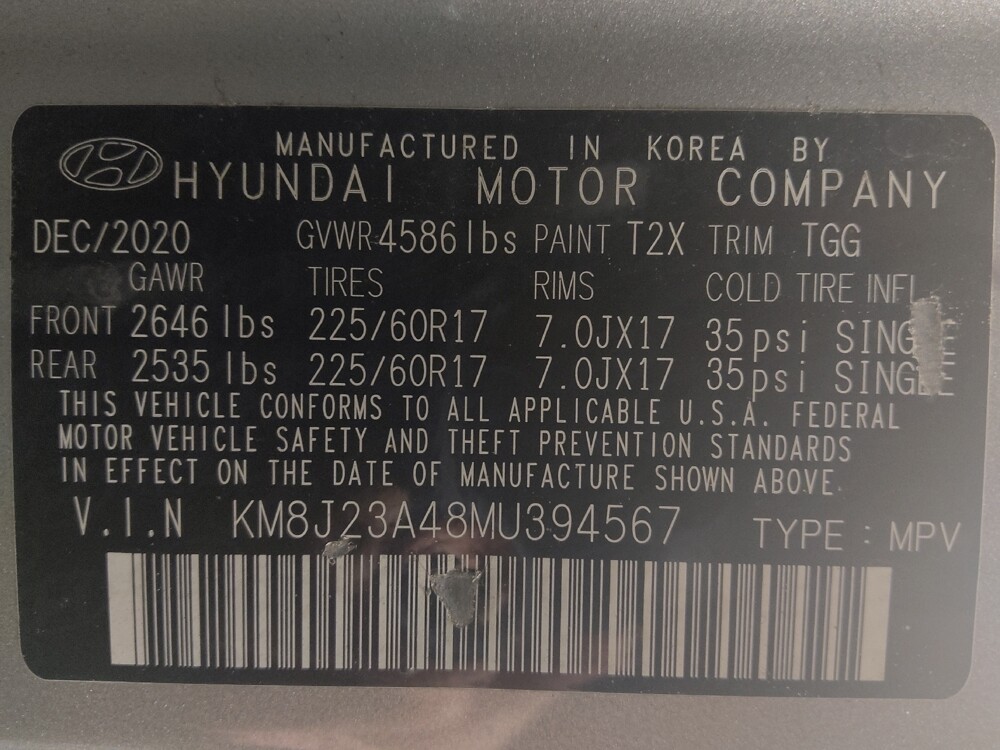 MANUFACTURED IN KOREA BY
HYUNDAI MOTOR COMPANY
DEC/2020 GVWR 4586 lbs PAINT T2X TRIM TGG
GAWR TIRES RIMS COLD TIRE INFL
FRONT 2646 lbs 225/60R17 7.0JX17 35psi SINGLE
REAR 2535 lbs 225/60R17 7.0JX17 35psi SINGLE
THIS VEHICLE CONFORMS TO ALL APPLICABLE U.S.A. FEDERAL
MOTOR VEHICLE SAFETY AND THEFT PREVENTION STANDARDS
IN EFFECT ON THE DATE OF MANUFACTURE SHOWN ABOVE.
V.I.N KM8J23A48MU394567 TYPE : MPV